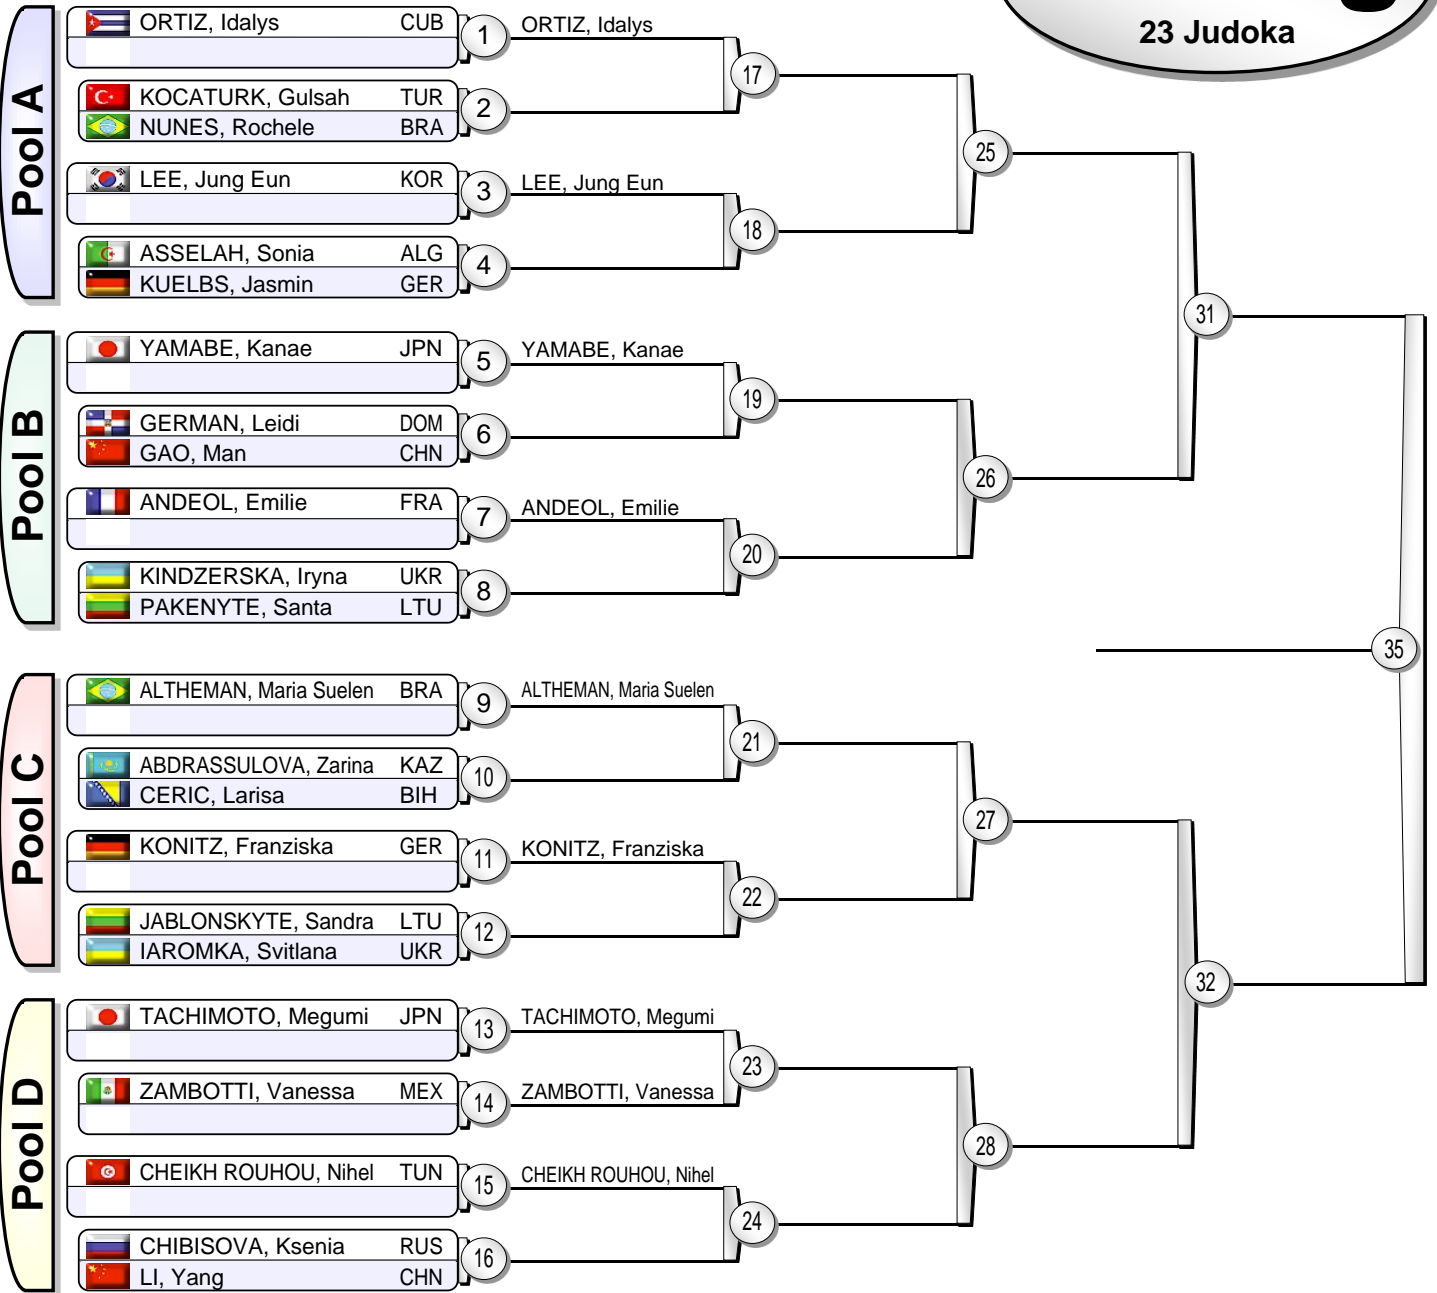 23 Judoka
Pool A
ORTIZ, Idalys CUB 1 ORTIZ, Idalys
17
KOCATURK, Gulsah TUR
NUNES, Rochele BRA
2
25
LEE, Jung Eun KOR 3 LEE, Jung Eun
18
ASSELAH, Sonia ALG
KUELBS, Jasmin GER
4
31
Pool B
YAMABE, Kanae JPN 5 YAMABE, Kanae
19
GERMAN, Leidi DOM
GAO, Man CHN
6
26
ANDEOL, Emilie FRA 7 ANDEOL, Emilie
20
KINDZERSKA, Iryna UKR
PAKENYTE, Santa LTU
8
35
Pool C
ALTHEMAN, Maria Suelen BRA 9 ALTHEMAN, Maria Suelen
21
ABDRASSULOVA, Zarina KAZ
CERIC, Larisa BIH
10
27
KONITZ, Franziska GER 11 KONITZ, Franziska
22
JABLONSKYTE, Sandra LTU
IAROMKA, Svitlana UKR
12
32
Pool D
TACHIMOTO, Megumi JPN 13 TACHIMOTO, Megumi
23
ZAMBOTTI, Vanessa MEX 14 ZAMBOTTI, Vanessa
28
CHEIKH ROUHOU, Nihel TUN 15 CHEIKH ROUHOU, Nihel
24
CHIBISOVA, Ksenia RUS
LI, Yang CHN
16